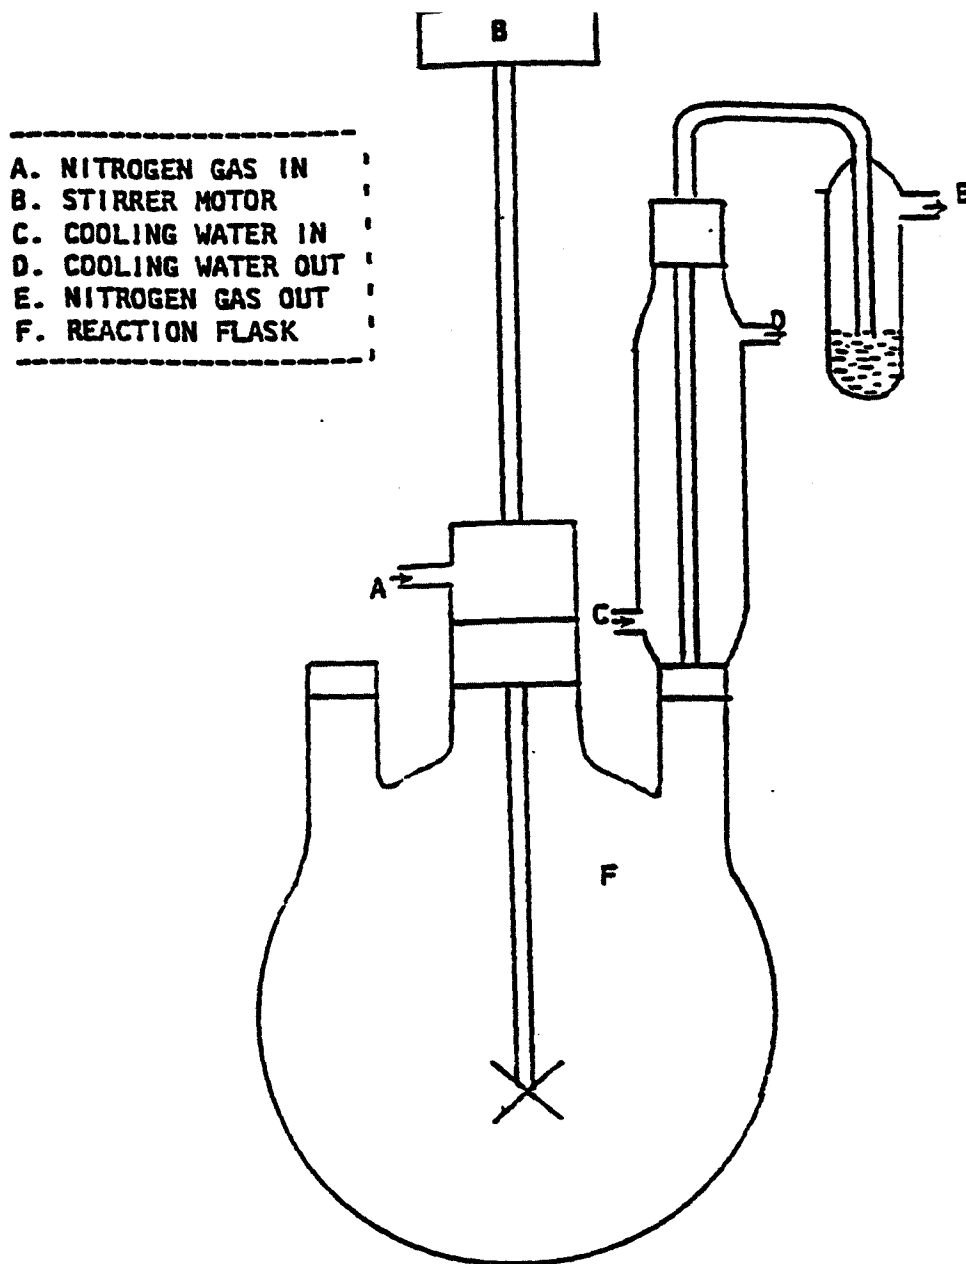 B
A. NITROGEN GAS IN
B. STIRRER MOTOR
C. COOLING WATER IN
D. COOLING WATER OUT
E. NITROGEN GAS OUT
F. REACTION FLASK
E
D
A
C
F